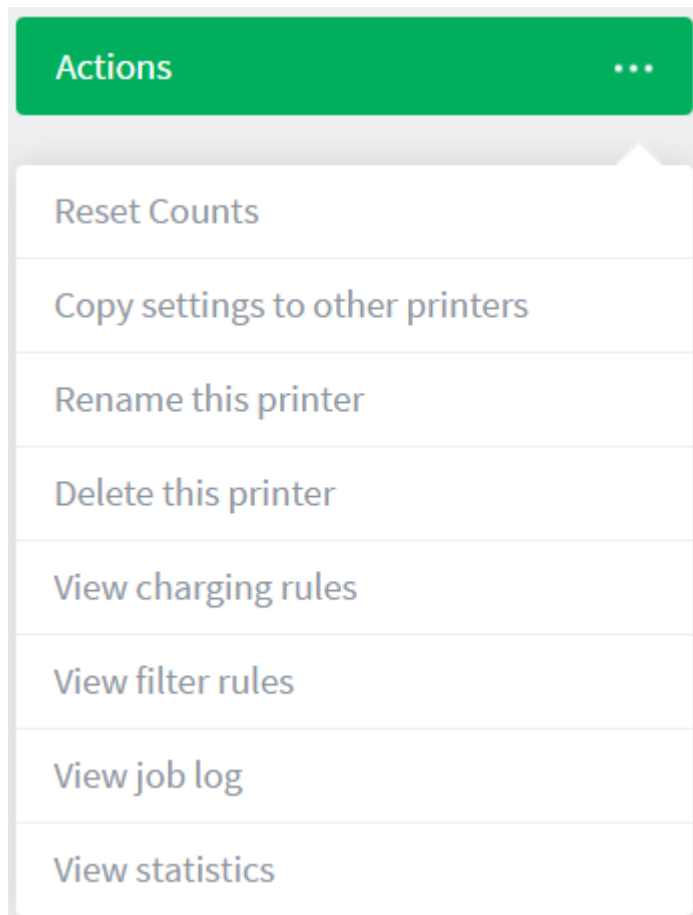 Actions
Reset Counts
Copy settings to other printers
Rename this printer
Delete this printer
View charging rules
View filter rules
View job log
View statistics